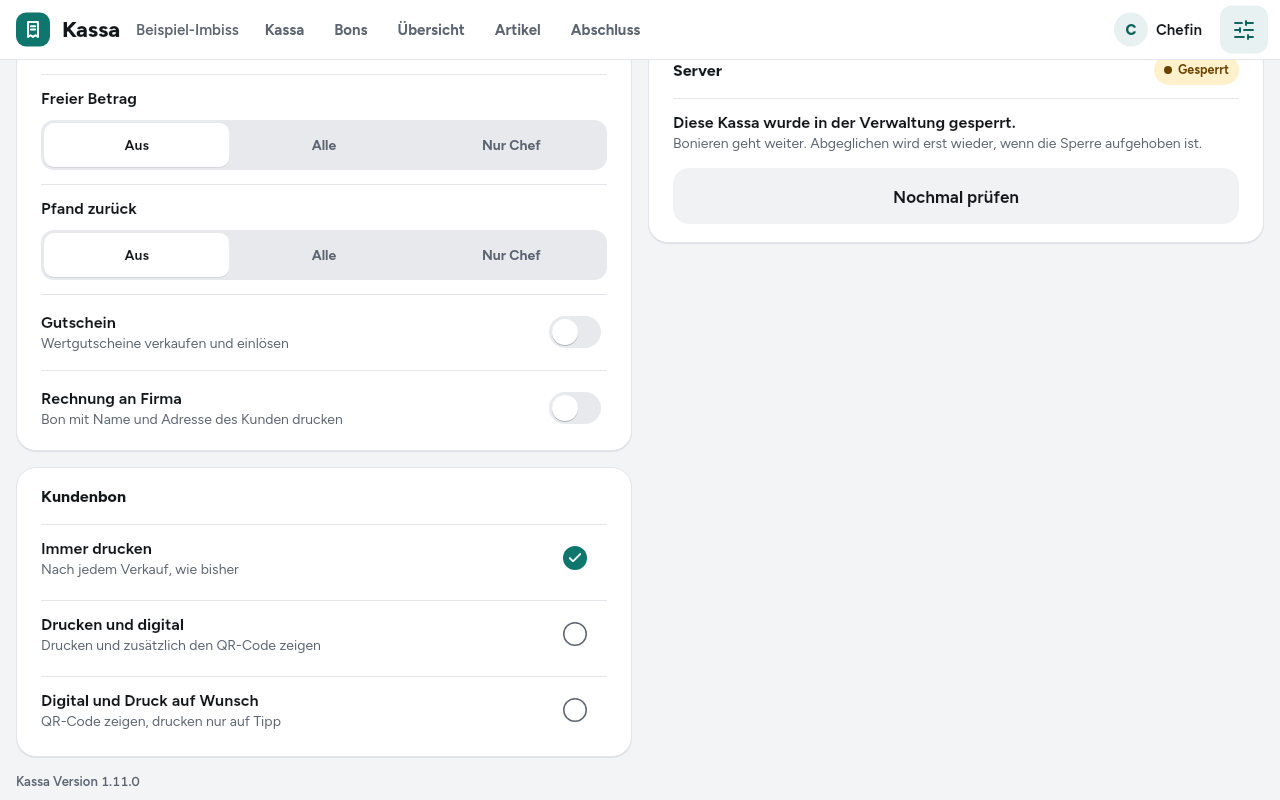 Kassa Beispiel-Imbiss Kassa Bons Übersicht Artikel Abschluss C Chefin
Freier Betrag
Aus Alle Nur Chef
Pfand zurück
Aus Alle Nur Chef
Gutschein
Wertgutscheine verkaufen und einlösen
Rechnung an Firma
Bon mit Name und Adresse des Kunden drucken
Kundenbon
Immer drucken
Nach jedem Verkauf, wie bisher
Drucken und digital
Drucken und zusätzlich den QR-Code zeigen
Digital und Druck auf Wunsch
QR-Code zeigen, drucken nur auf Tipp
Kassa Version 1.11.0
Server Gesperrt
Diese Kassa wurde in der Verwaltung gesperrt.
Bonieren geht weiter. Abgeglichen wird erst wieder, wenn die Sperre aufgehoben ist.
Nochmal prüfen